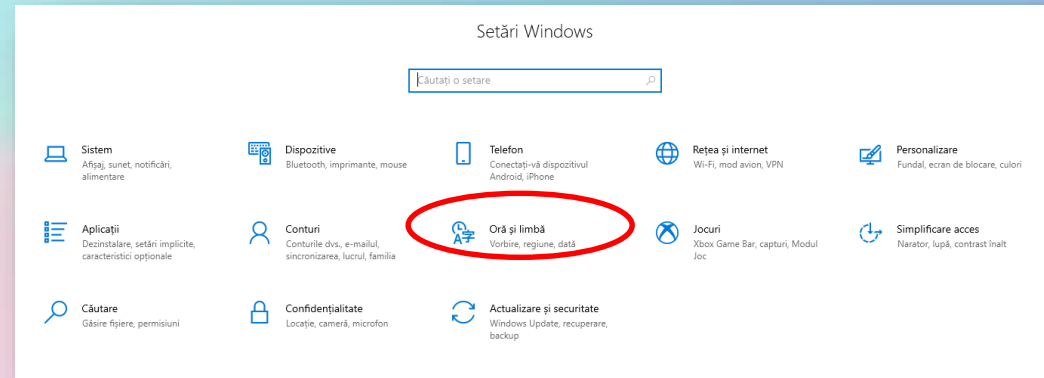 Setări Windows
Căutați o setare
Sistem
Afișaj, sunet, notificări,
alimentare
Dispozitive
Bluetooth, imprimante, mouse
Telefon
Conectați-vă dispozitivul
Android, iPhone
Rețea și internet
Wi-Fi, mod avion, VPN
Personalizare
Fundal, ecran de blocare, culori
Aplicații
Dezinstalare, setări implicite,
caracteristici opționale
Conturi
Conturile dvs., e-mailul,
sincronizarea, lucrul, familia
Oră și limbă
Vorbire, regiune, dată
Jocuri
Xbox Game Bar, capturi, Modul
Joc
Simplificare acces
Narator, lupă, contrast înalt
Căutare
Găsire fișiere, permisiuni
Confidențialitate
Locație, cameră, microfon
Actualizare și securitate
Windows Update, recuperare,
backup